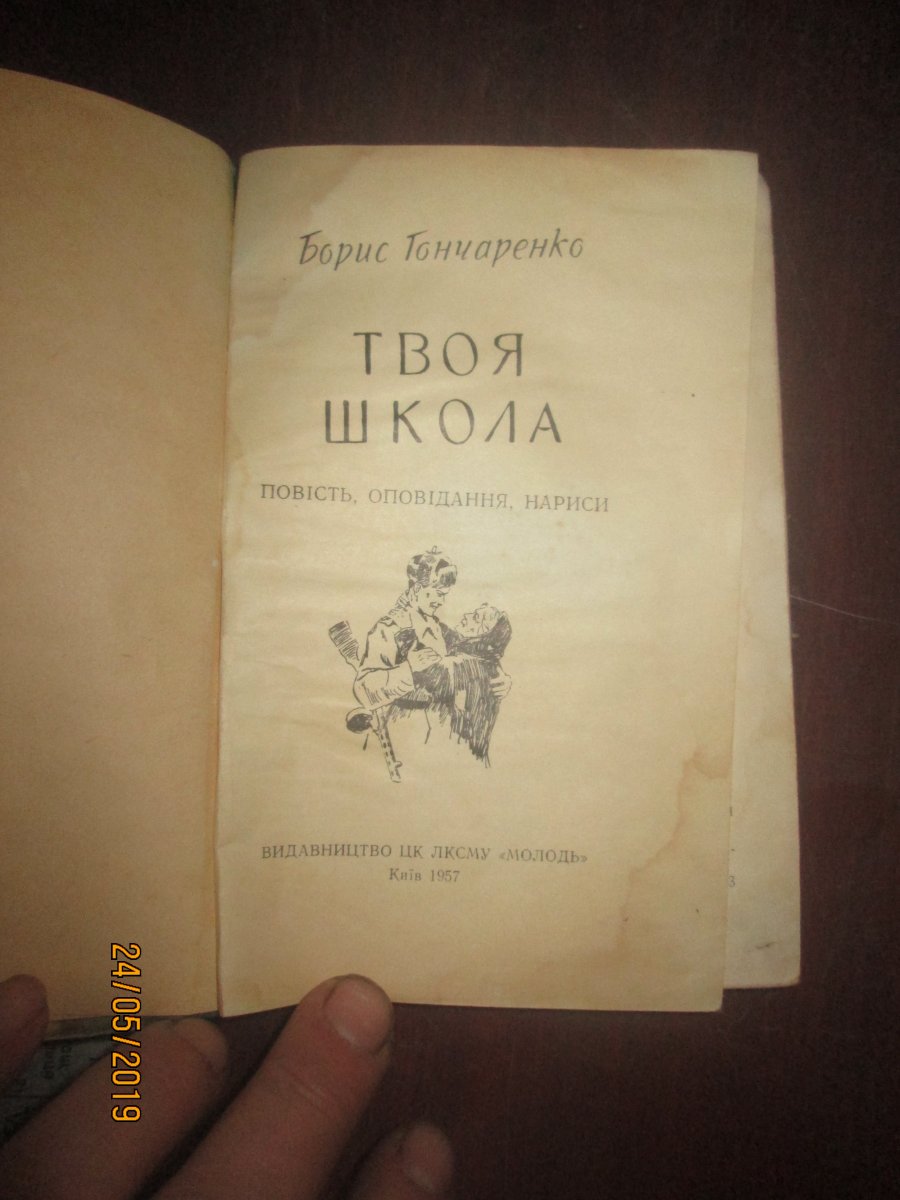 Борис Гончаренко
ТВОЯ
ШКОЛА
ПОВІСТЬ, ОПОВІДАННЯ, НАРИСИ
ВИДАВНИЦТВО ЦК ЛКСМУ «МОЛОДЬ»
Київ 1957
24/05/2019